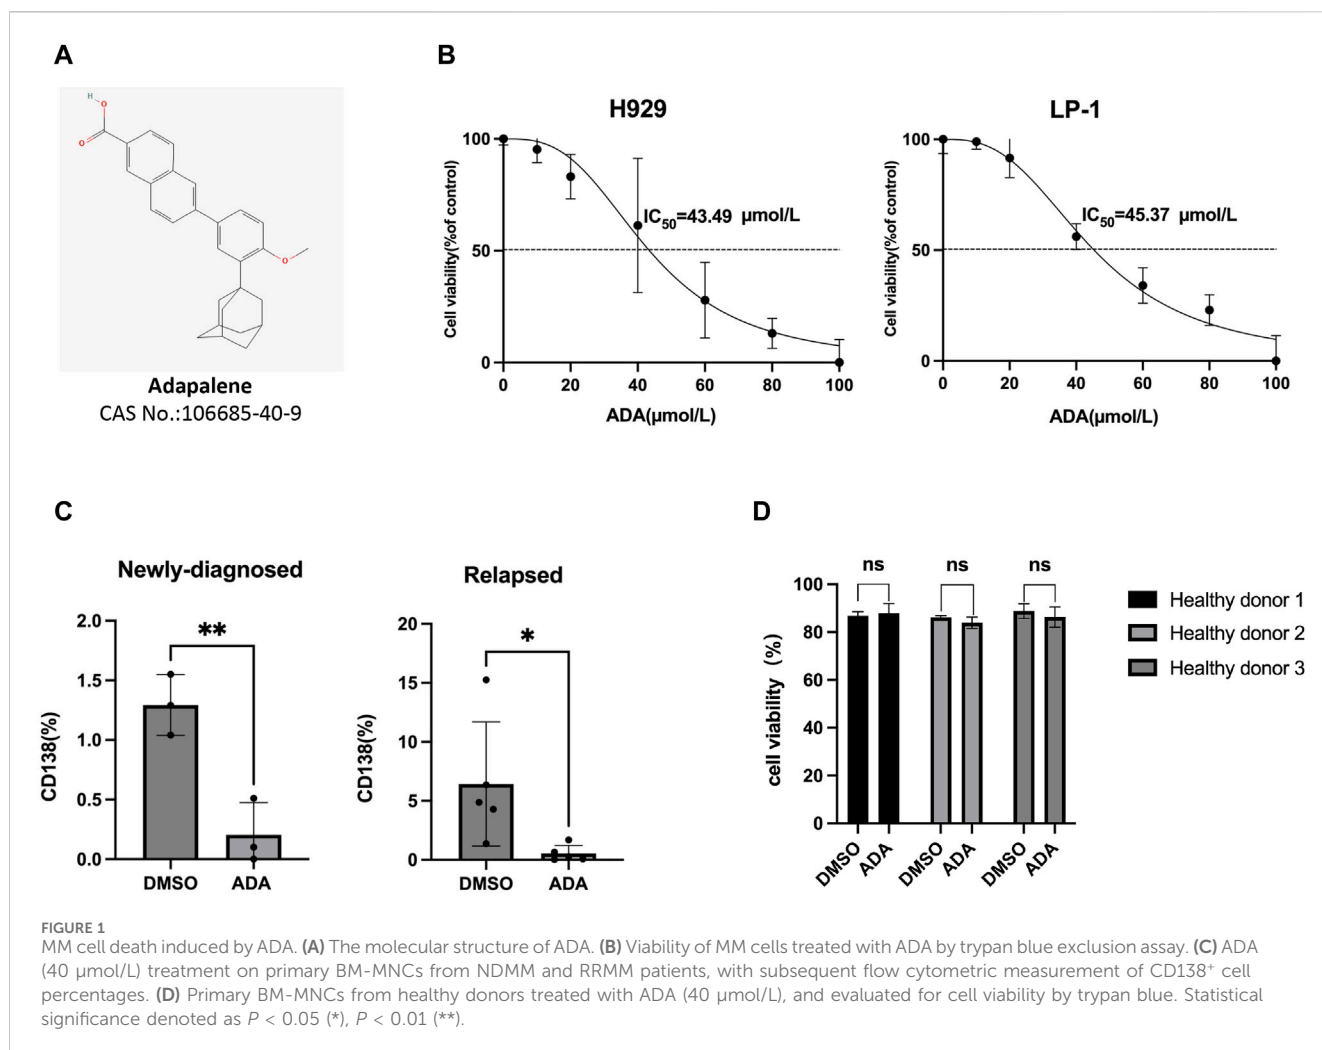 A
H
O
O
O
Adapalene
CAS No.:106685-40-9
B
H929
Cell viability(%of control)
100
50
0
IC50=43.49 μmol/L
0 20 40 60 80 100
ADA(μmol/L)
LP-1
Cell viability(%of control)
100
50
0
IC50=45.37 μmol/L
0 20 40 60 80 100
ADA(μmol/L)
C
Newly-diagnosed
CD138(%)
2.0
1.5
1.0
0.5
0.0
**
DMSO ADA
Relapsed
CD138(%)
20
15
10
5
0
*
DMSO ADA
D
cell viability (%)
100
80
60
40
20
0
ns ns ns
DMSO ADA DMSO ADA DMSO ADA
Healthy donor 1
Healthy donor 2
Healthy donor 3
FIGURE 1
MM cell death induced by ADA. (A) The molecular structure of ADA. (B) Viability of MM cells treated with ADA by trypan blue exclusion assay. (C) ADA
(40 μmol/L) treatment on primary BM-MNCs from NDMM and RRMM patients, with subsequent flow cytometric measurement of CD138⁺ cell
percentages. (D) Primary BM-MNCs from healthy donors treated with ADA (40 μmol/L), and evaluated for cell viability by trypan blue. Statistical
significance denoted as P < 0.05 (*), P < 0.01 (**).